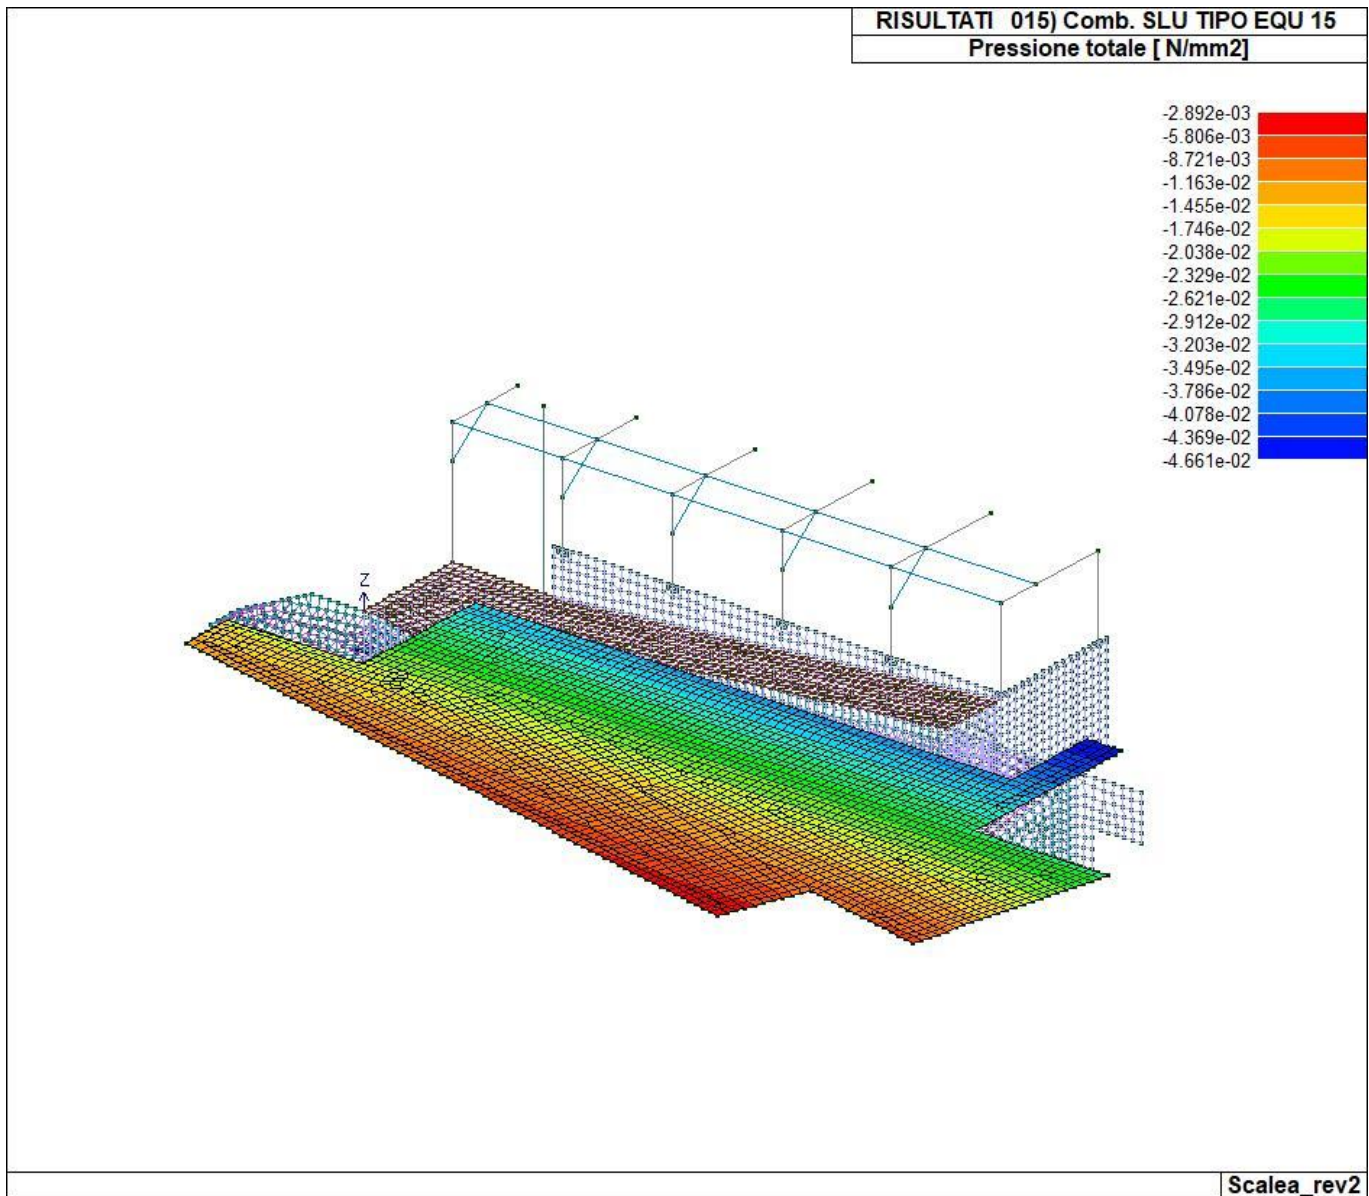 RISULTATI 015) Comb. SLU TIPO EQU 15
Pressione totale [ N/mm2]
-2.892e-03
-5.806e-03
-8.721e-03
-1.163e-02
-1.455e-02
-1.746e-02
-2.038e-02
-2.329e-02
-2.621e-02
-2.912e-02
-3.203e-02
-3.495e-02
-3.786e-02
-4.078e-02
-4.369e-02
-4.661e-02
Z
Scalea_rev2